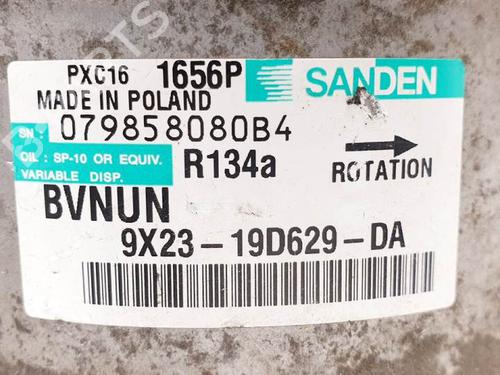 PXC16 1656P SANDEN
MADE IN POLAND
SN: 079858080B4
OIL : SP-10 OR EQUIV.
VARIABLE DISP.
R134a
ROTATION
BVNUN
9X23-19D629-DA